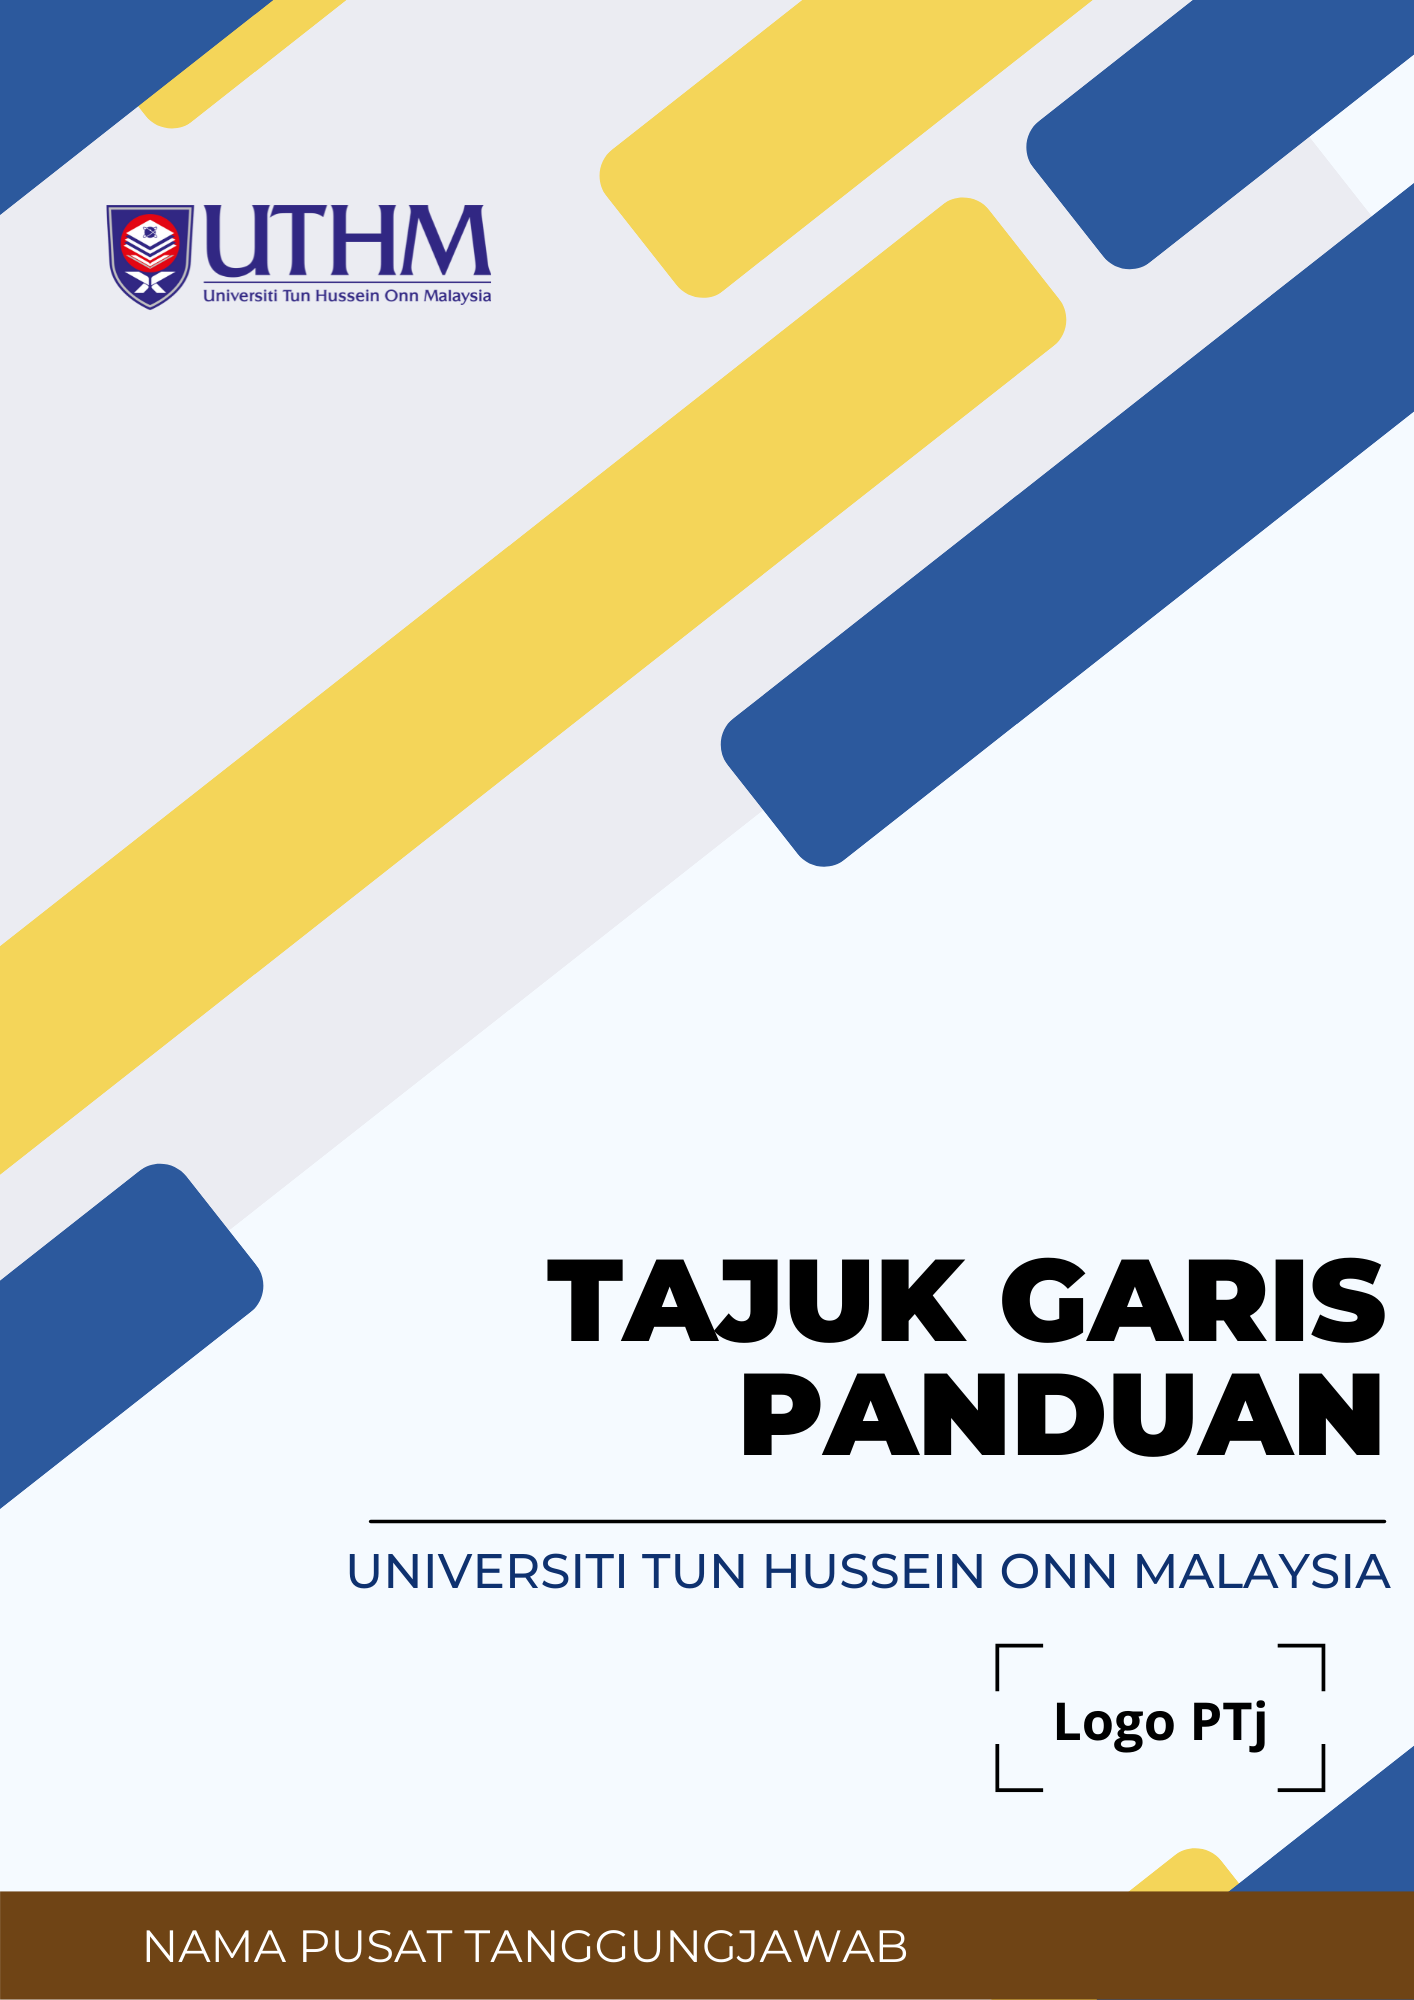 UTHM
Universiti Tun Hussein Onn Malaysia
TAJUK GARIS
PANDUAN
UNIVERSITI TUN HUSSEIN ONN MALAYSIA
Logo PTj
NAMA PUSAT TANGGUNGJAWAB